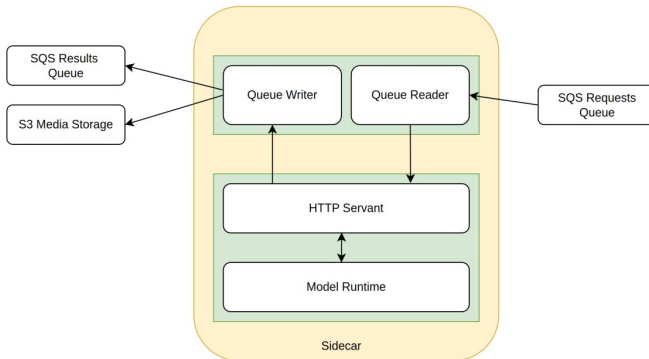 SQS Results
Queue
S3 Media Storage
Queue Writer
Queue Reader
SQS Requests
Queue
HTTP Servant
Model Runtime
Sidecar